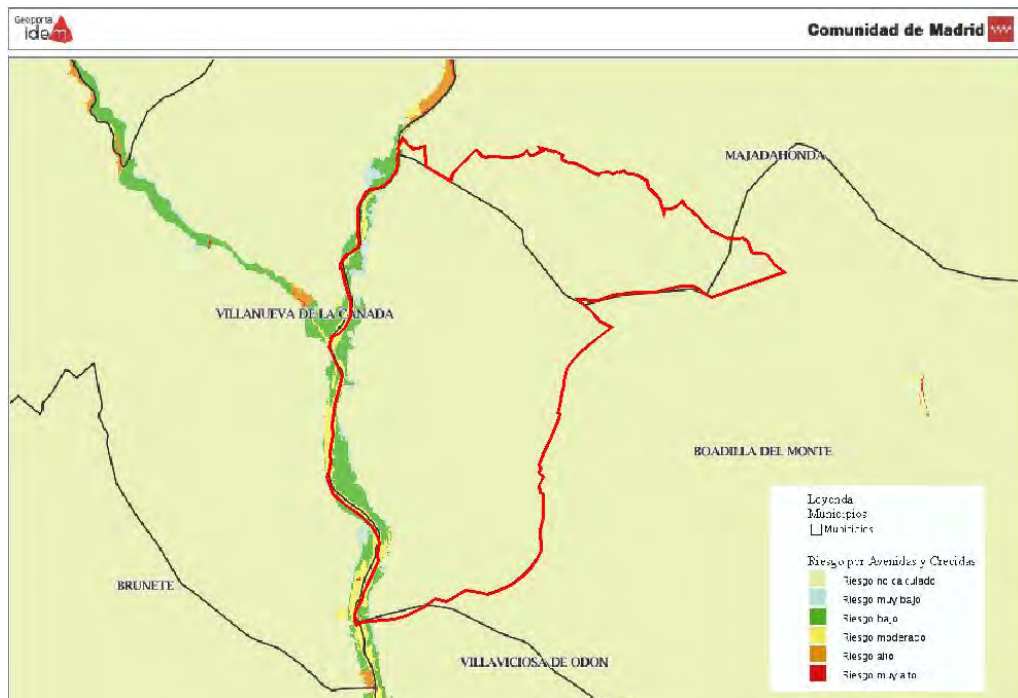 Geoportal
idem
Comunidad de Madrid
MAJADAHONDA
VILLANUEVA DE LA CAÑADA
BOADILLA DEL MONTE
BRUNETE
VILLAVICIOSA DE ODON
Leyenda
Municipios
Municipios
Riesgo por Avenidas y Crecidas
Riesgo no calculado
Riesgo muy bajo
Riesgo bajo
Riesgo moderado
Riesgo alto
Riesgo muy alto